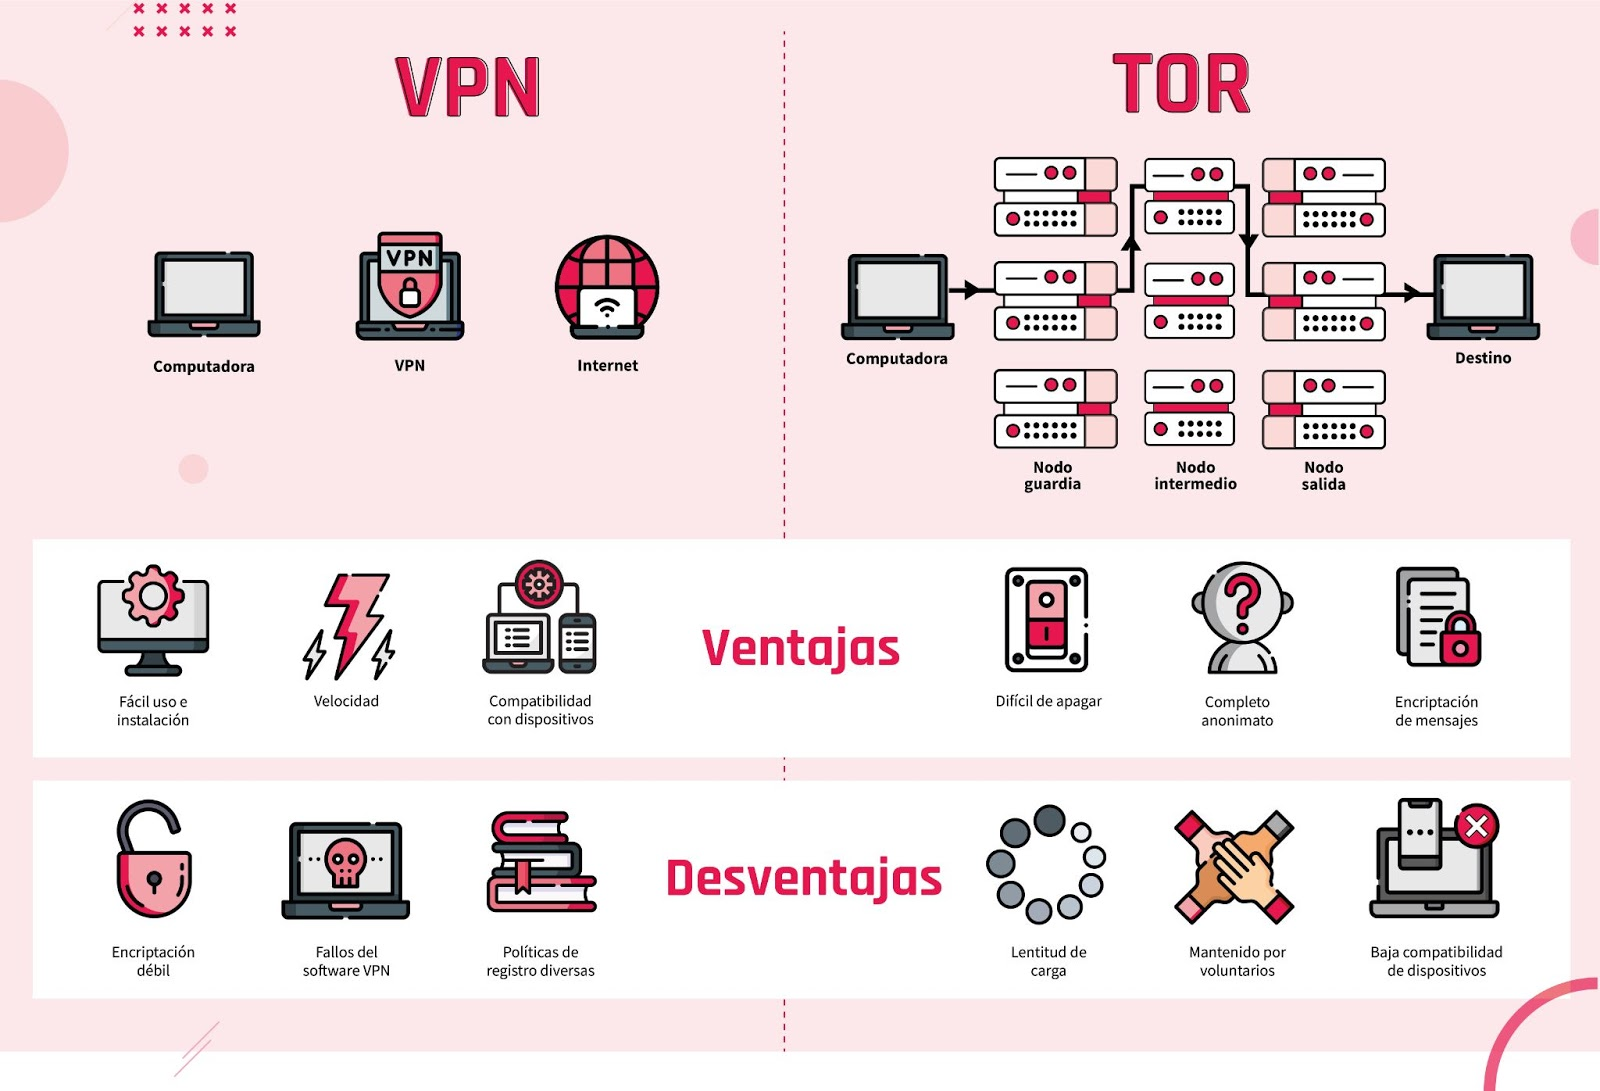 VPN
TOR
VPN
Computadora
VPN
Internet
Computadora
Destino
Nodo
guardia
Nodo
intermedio
Nodo
salida
Ventajas
Fácil uso e
instalación
Velocidad
Compatibilidad
con dispositivos
Difícil de apagar
Completo
anonimato
Encriptación
de mensajes
Desventajas
Encriptación
débil
Fallos del
software VPN
Políticas de
registro diversas
Lentitud de
carga
Mantenido por
voluntarios
Baja compatibilidad
de dispositivos